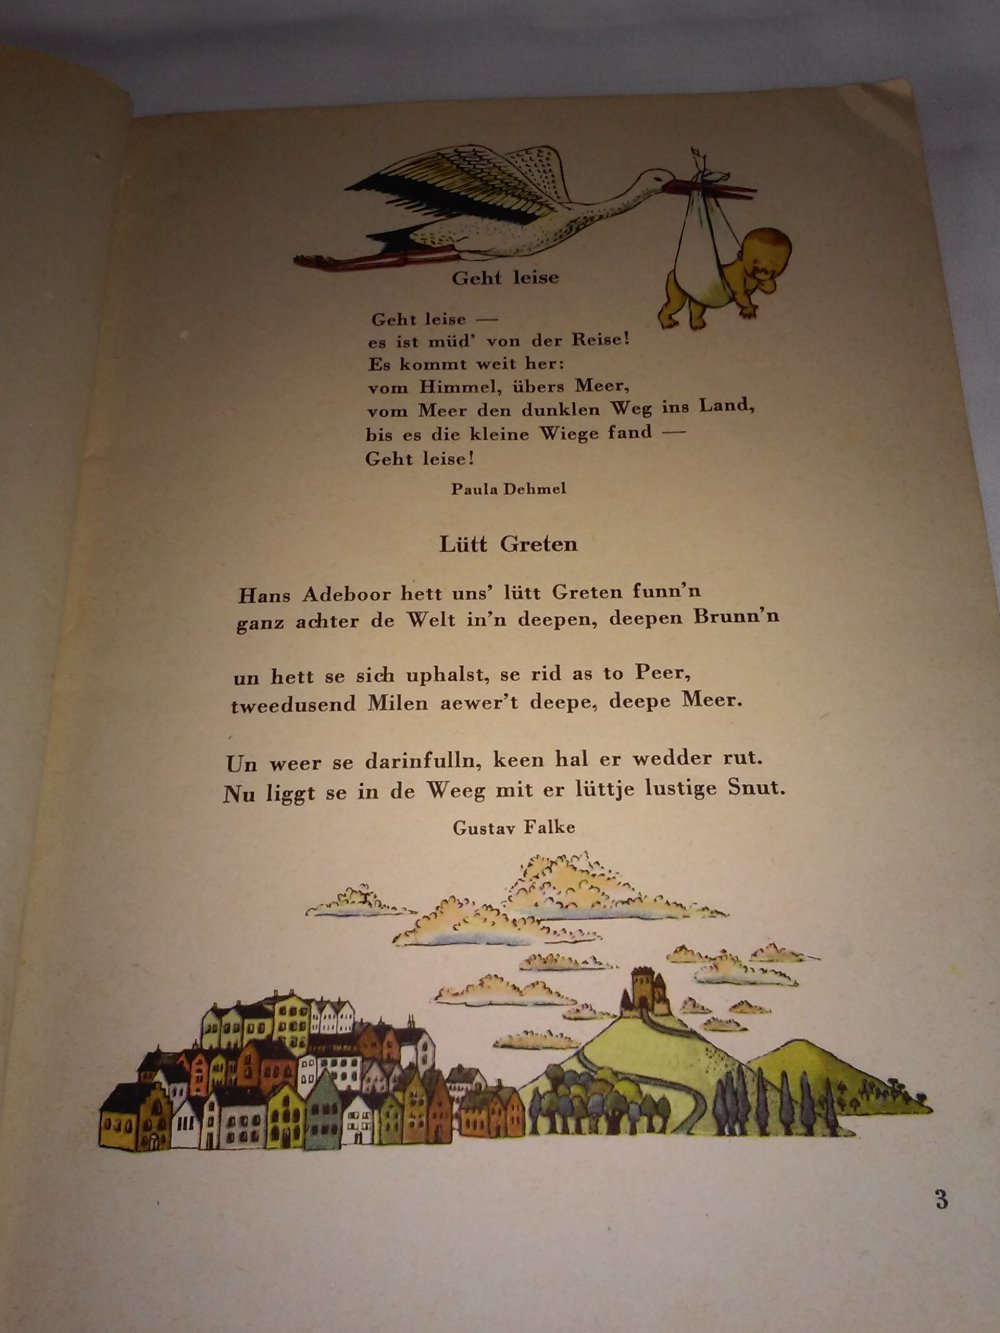 Geht leise
Geht leise —
es ist müd’ von der Reise!
Es kommt weit her:
vom Himmel, übers Meer,
vom Meer den dunklen Weg ins Land,
bis es die kleine Wiege fand —
Geht leise!
Paula Dehmel
Lütt Greten
Hans Adeboor hett uns’ lütt Greten funn’n
ganz achter de Welt in’n deepen, deepen Brunn’n
un hett se sich uphalst, se rid as to Peer,
tweedusend Milen aewer’t deepe, deepe Meer.
Un weer se darinfulln, keen hal er wedder rut.
Nu liggt se in de Weeg mit er lüttje lustige Snut.
Gustav Falke
3